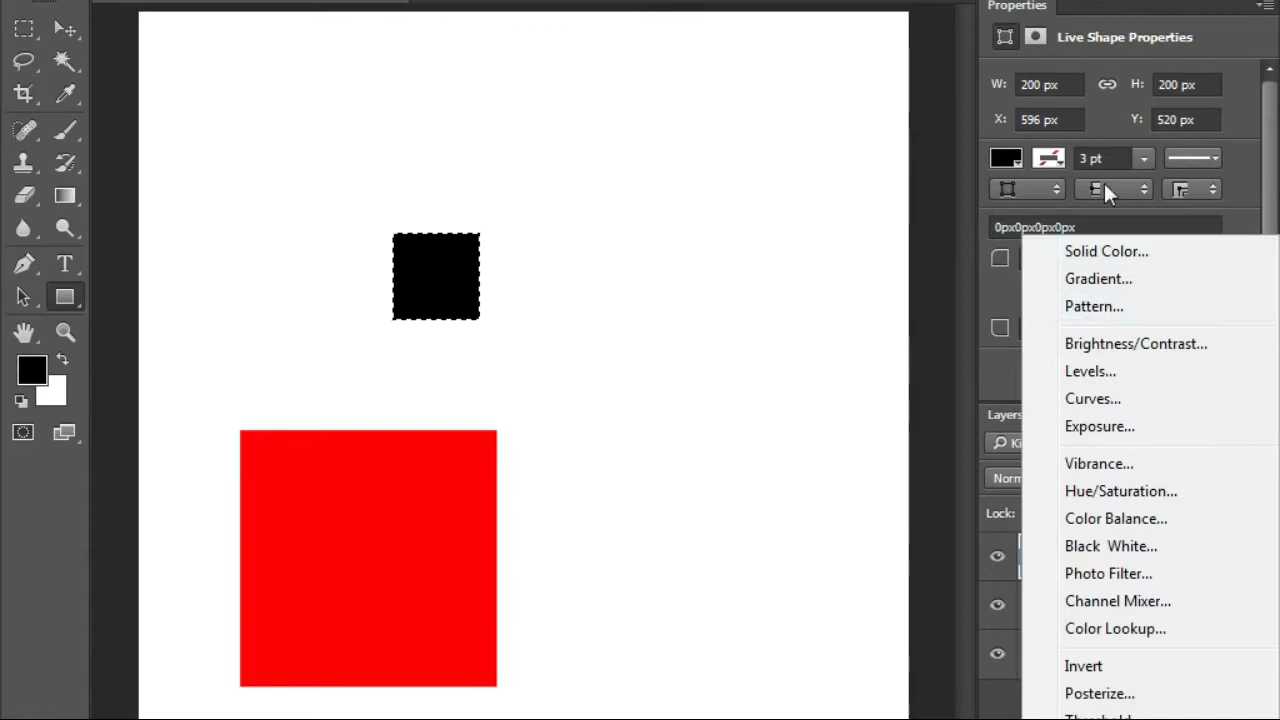 Properties
Live Shape Properties
W: 200 px H: 200 px
X: 596 px Y: 520 px
3 pt
0px0px0px0px
Solid Color...
Gradient...
Pattern...
Brightness/Contrast...
Levels...
Curves...
Exposure...
Layers
Vibrance...
Norm
Hue/Saturation...
Lock:
Color Balance...
Black White...
Photo Filter...
Channel Mixer...
Color Lookup...
Invert
Posterize...
T